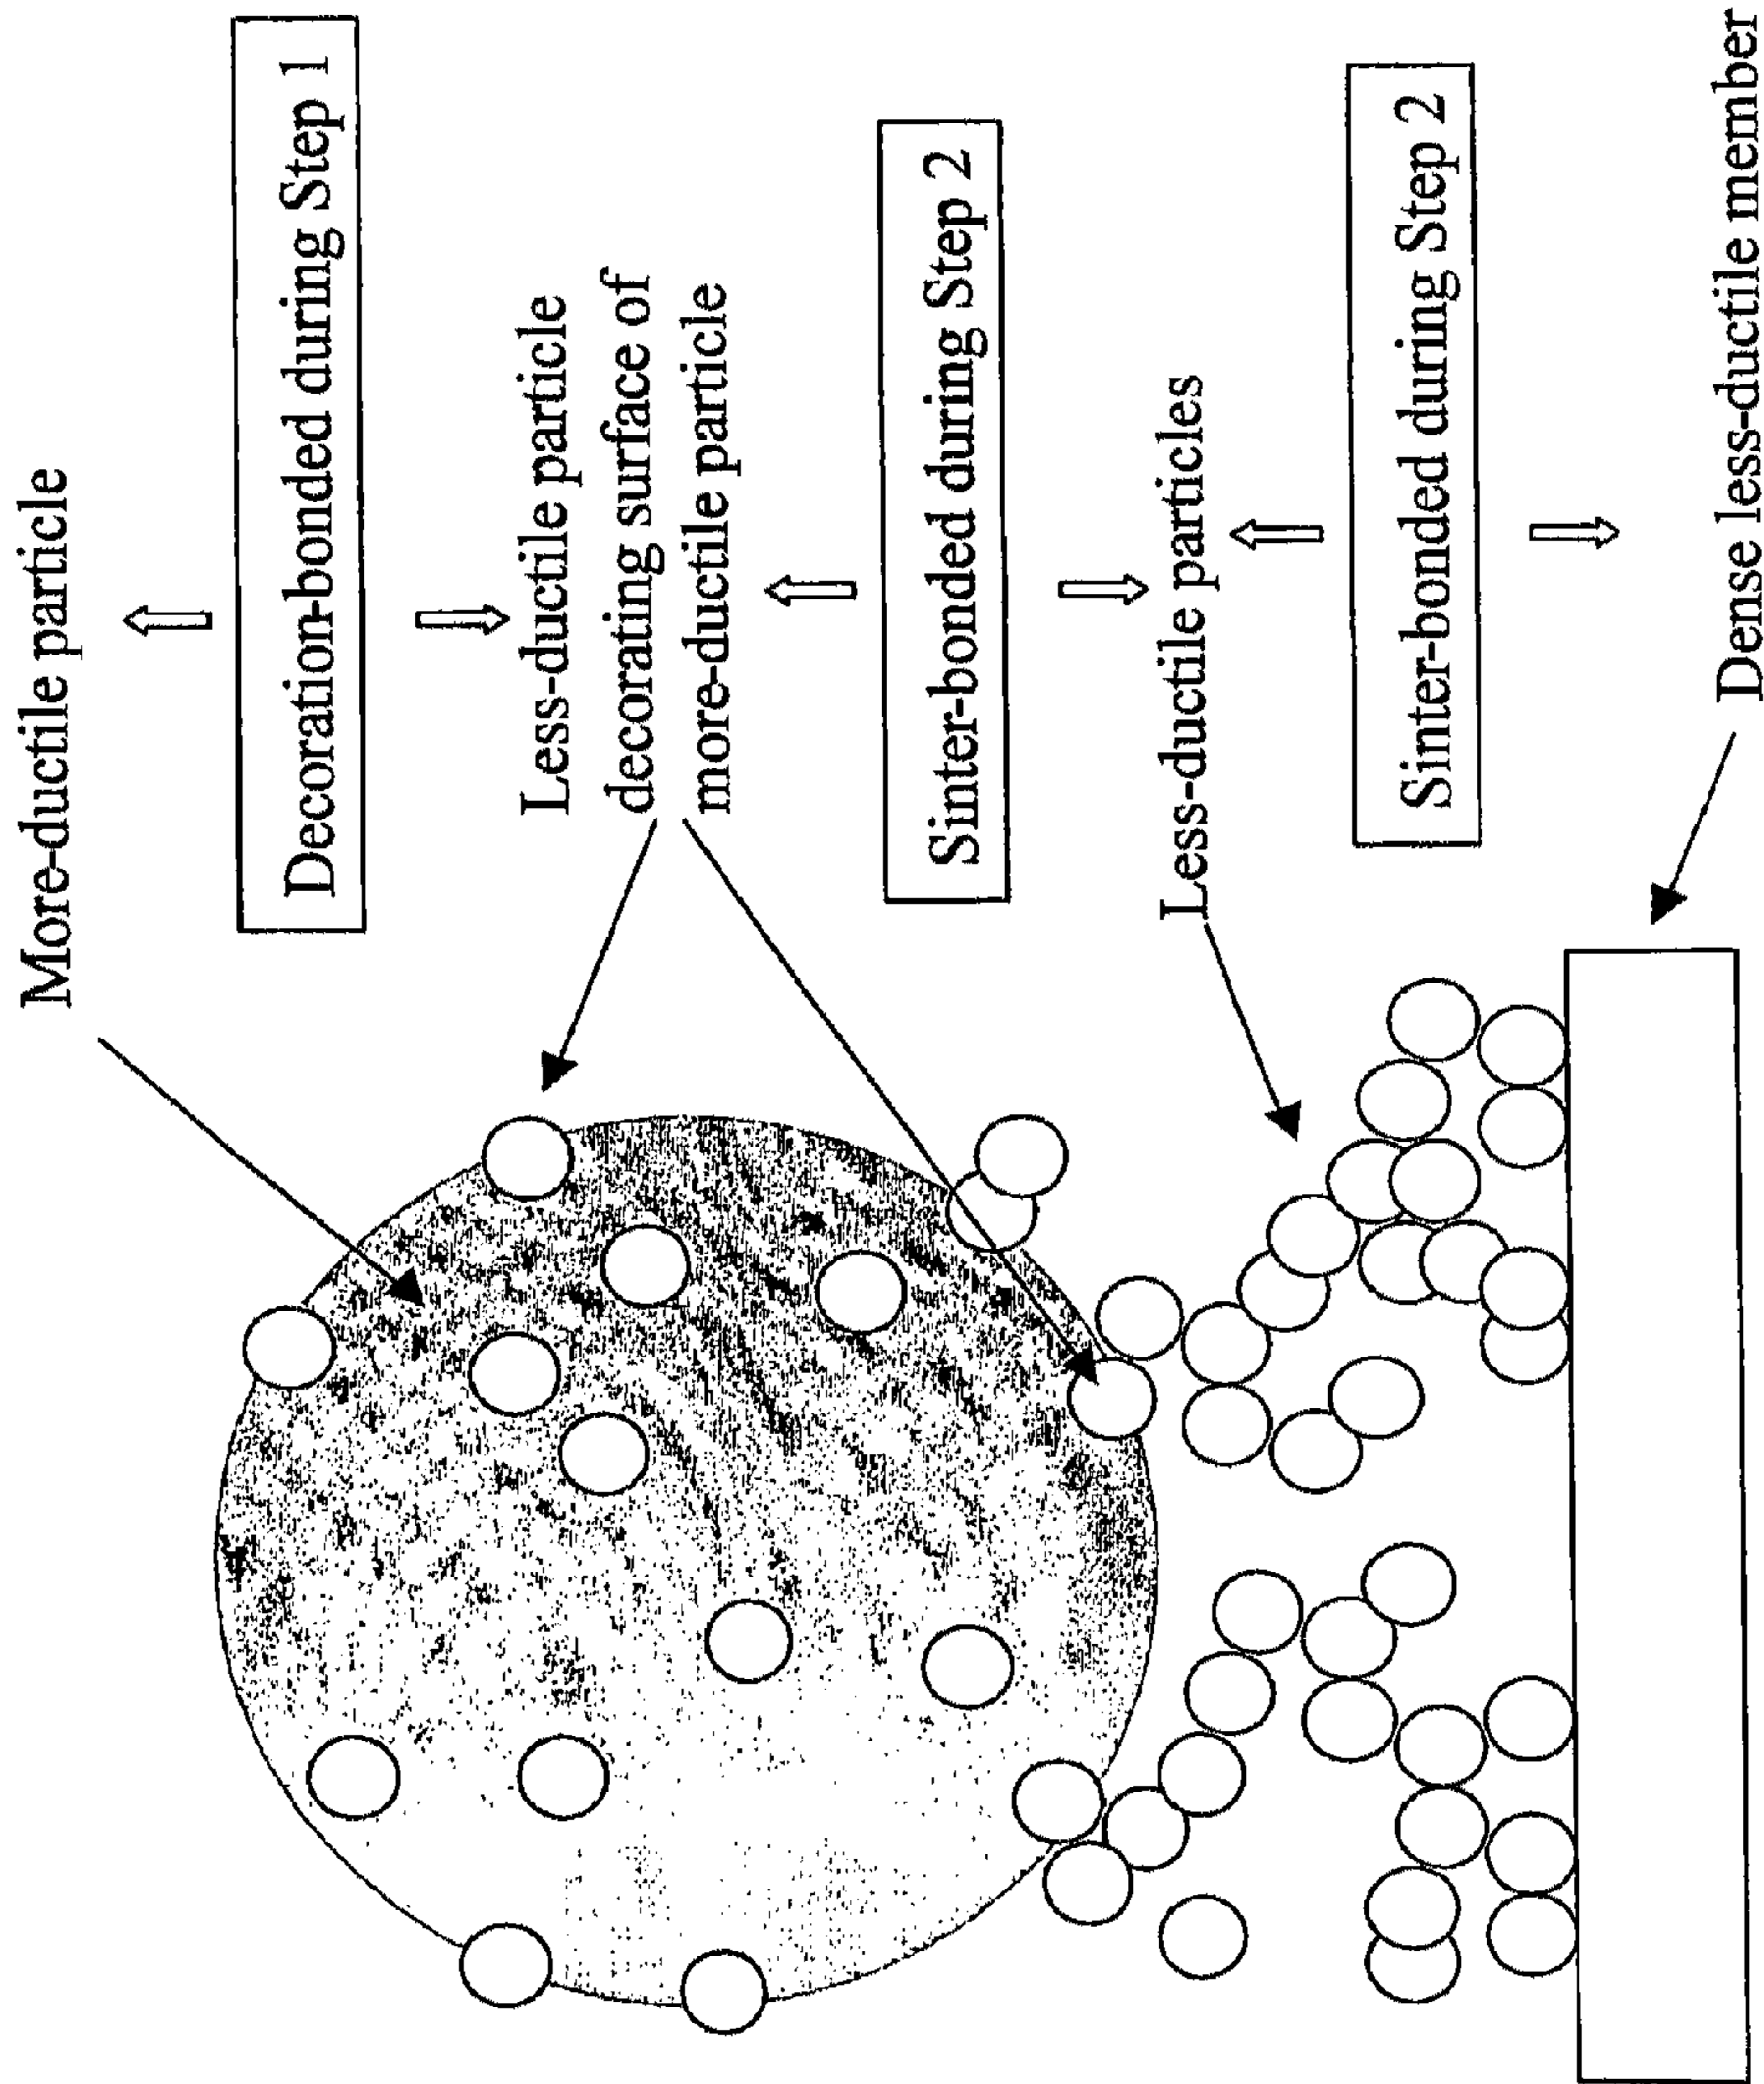 More-ductile particle
Decoration-bonded during Step 1
Less-ductile particle
decorating surface of
more-ductile particle
Sinter-bonded during Step 2
Less-ductile particles
Sinter-bonded during Step 2
Dense less-ductile member